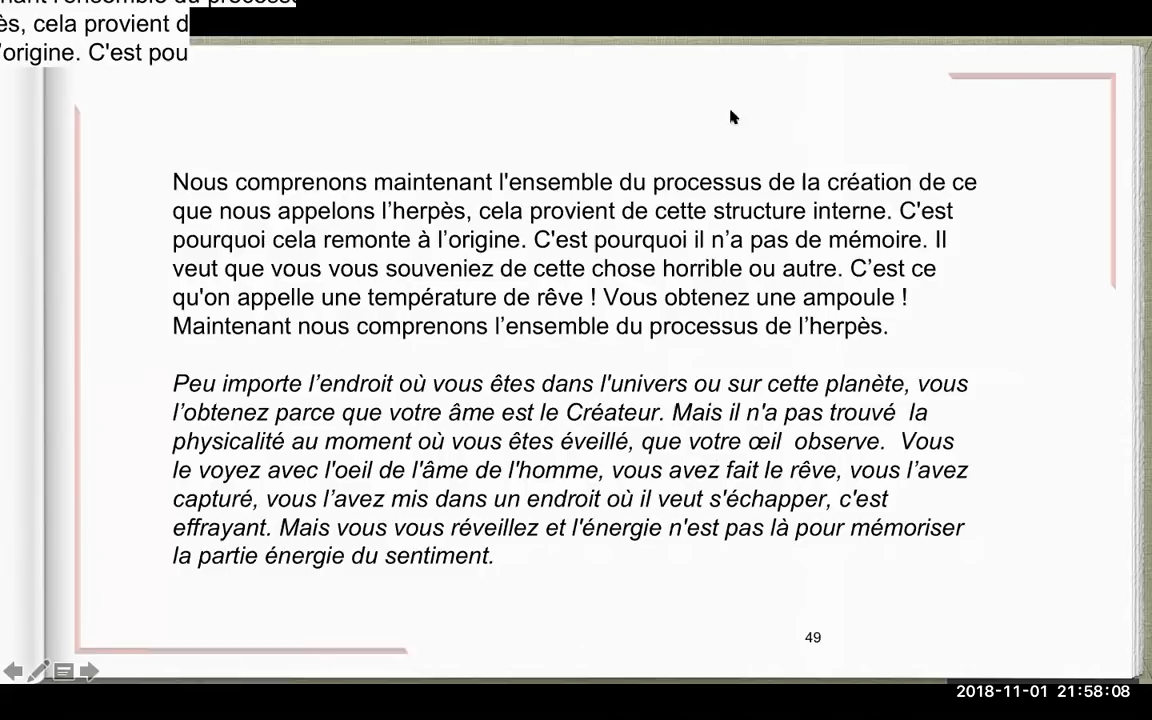 nant l'ensemble du processus
ès, cela provient d
l'origine. C'est pou
Nous comprenons maintenant l'ensemble du processus de la création de ce
que nous appelons l’herpès, cela provient de cette structure interne. C'est
pourquoi cela remonte à l’origine. C'est pourquoi il n’a pas de mémoire. Il
veut que vous vous souveniez de cette chose horrible ou autre. C’est ce
qu'on appelle une température de rêve ! Vous obtenez une ampoule !
Maintenant nous comprenons l’ensemble du processus de l’herpès.
Peu importe l’endroit où vous êtes dans l'univers ou sur cette planète, vous
l’obtenez parce que votre âme est le Créateur. Mais il n'a pas trouvé  la
physicalité au moment où vous êtes éveillé, que votre œil  observe.  Vous
le voyez avec l'oeil de l'âme de l'homme, vous avez fait le rêve, vous l’avez
capturé, vous l’avez mis dans un endroit où il veut s'échapper, c'est
effrayant. Mais vous vous réveillez et l'énergie n'est pas là pour mémoriser
la partie énergie du sentiment.
49
2018-11-01 21:58:08